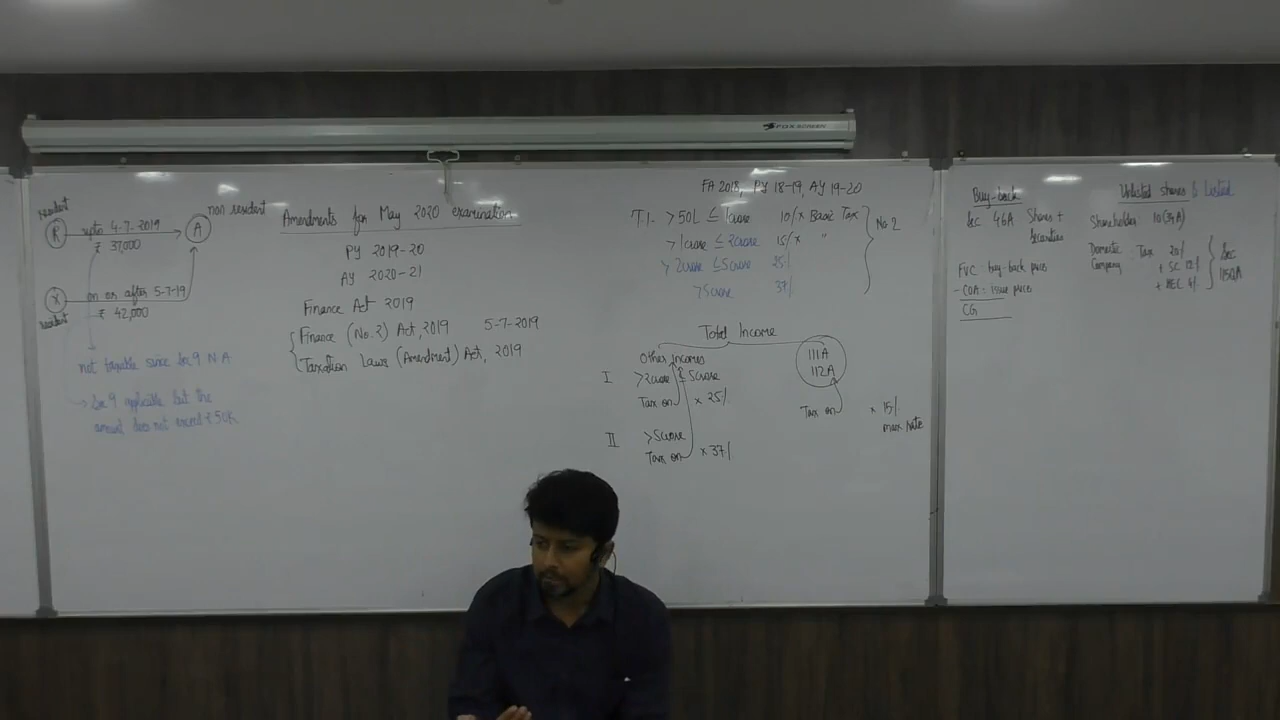 FOX SCREEN
resident
R
upto 4-7-2019
₹ 37,000
A
non resident
X
on or after 5-7-19
₹ 42,000
resident
not taxable since Sec 9 N A
Sec 9 applicable but the
amount does not exceed ₹ 50K
Amendments for May 2020 examination
PY 2019-20
AY 2020-21
Finance Act 2019
Finance (No. 2) Act, 2019 5-7-2019
Taxation Laws (Amendment) Act, 2019
FA 2018, PY 18-19, AY 19-20
T.I. >50L ≤ 1crore 10% Basic Tax
>1crore ≤ 2crore 15% x "
>2crore ≤ 5crore 25%
>5crore 37%
No 2
Total Income
Other incomes
111A
112A
I >2crore ≤ 5crore
Tax on x 25%
Tax on x 15%
max rate
II >5crore
Tax on x 37%
Buy-back
Sec 46A Shares +
Securities
FVC : buy-back price
- COA : issue price
CG
Unlisted shares & Listed
Shareholder 10(34A)
Domestic Company : Tax 20%
+ SC 12%
+ HEC 4%
Sec
115QA